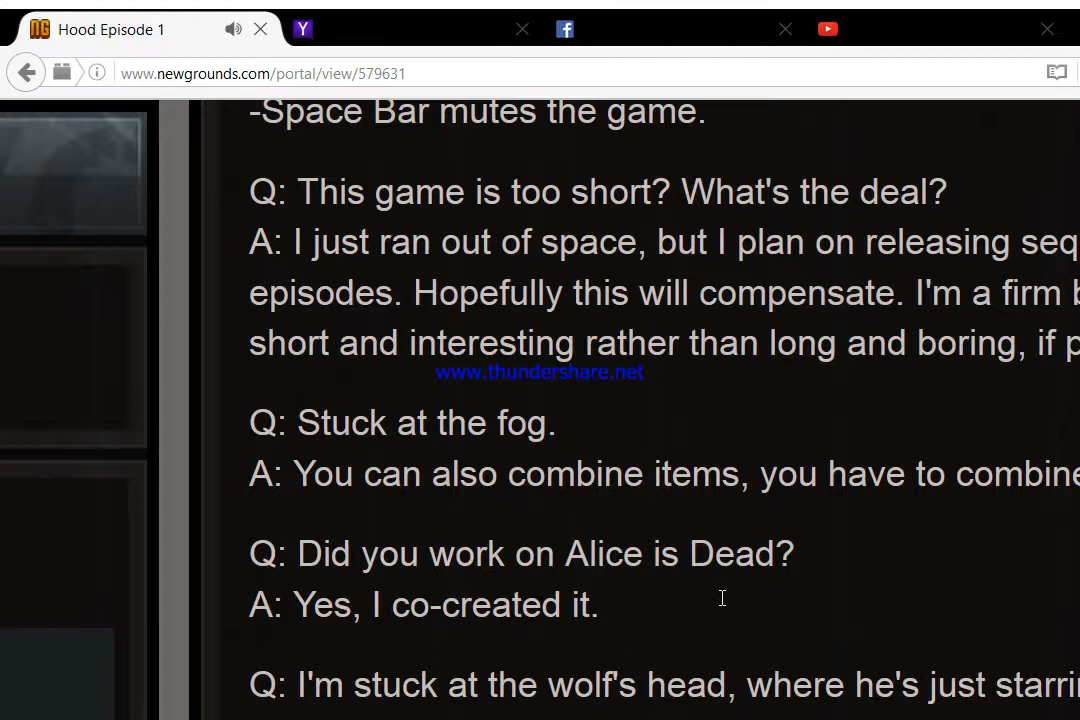 Hood Episode 1
www.newgrounds.com/portal/view/579631
-Space Bar mutes the game.
Q: This game is too short? What's the deal?
A: I just ran out of space, but I plan on releasing seq
episodes. Hopefully this will compensate. I'm a firm b
short and interesting rather than long and boring, if p
www.thundershare.net
Q: Stuck at the fog.
A: You can also combine items, you have to combine
Q: Did you work on Alice is Dead?
A: Yes, I co-created it.
Q: I'm stuck at the wolf's head, where he's just starrin